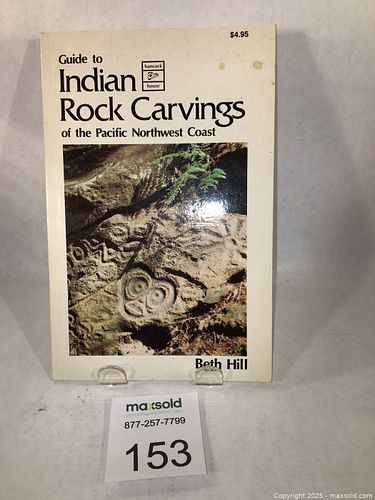 $4.95
Guide to
Indian
hancock
house
Rock Carvings
of the Pacific Northwest Coast
Beth Hill
maxsold
877-257-7799
153
Copyright 2025 - maxsold.com